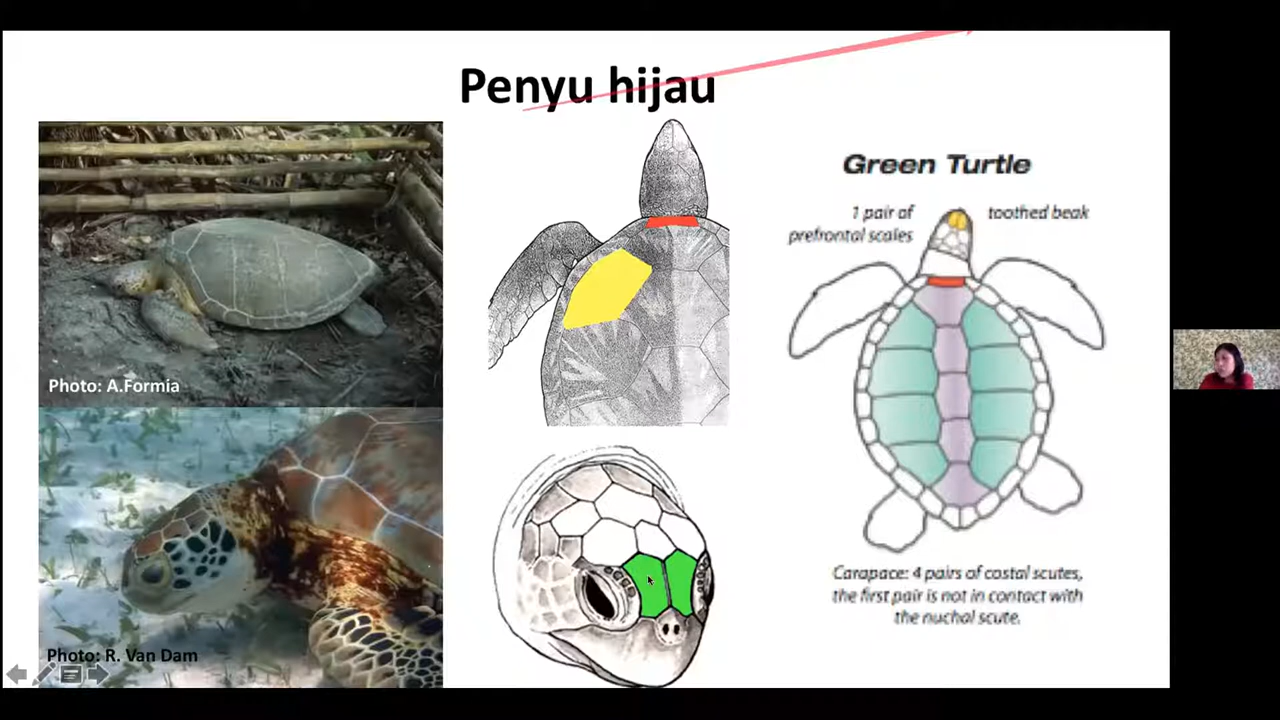 Penyu hijau
Photo: A.Formia
Photo: R. Van Dam
Green Turtle
1 pair of
prefrontal scales
toothed beak
Carapace: 4 pairs of costal scutes,
the first pair is not in contact with
the nuchal scute.